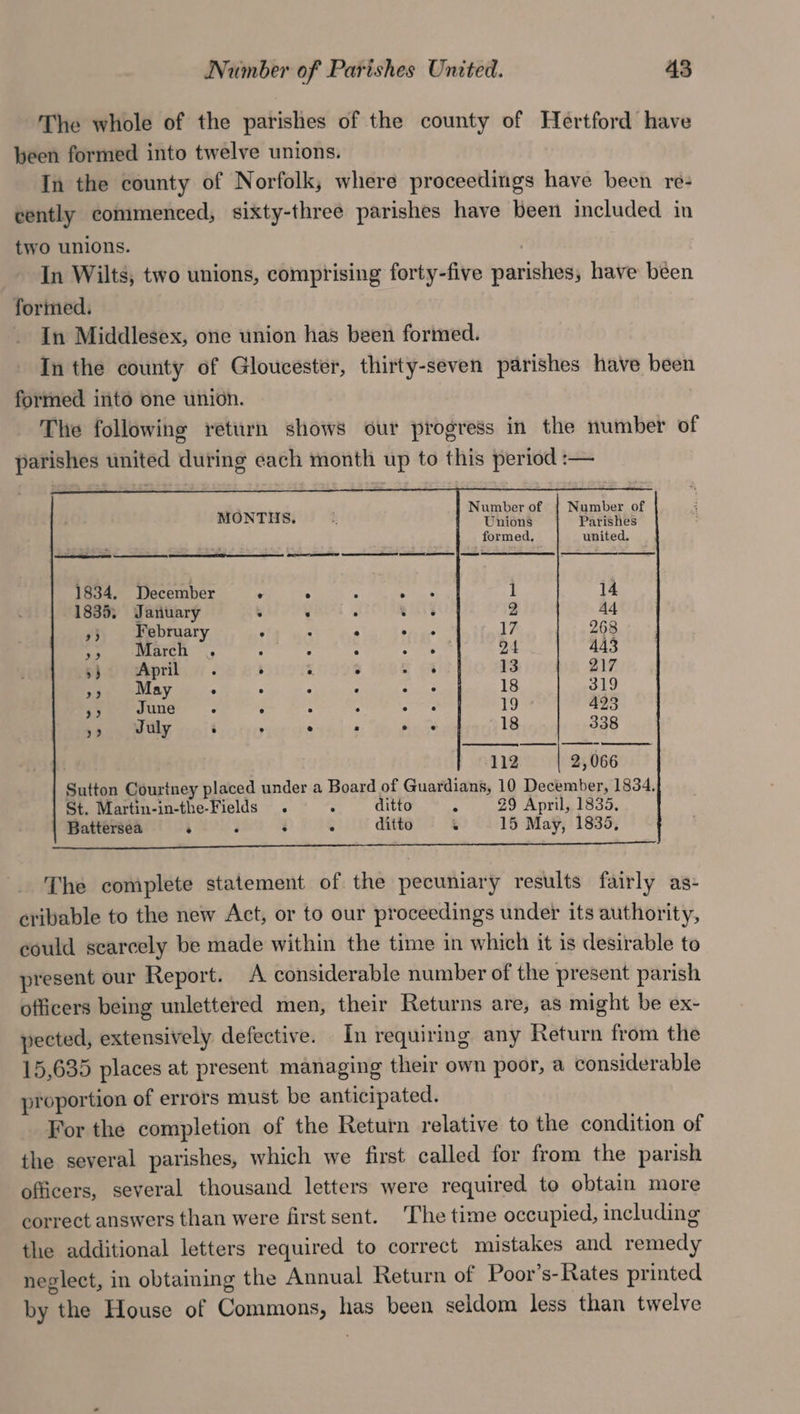 Number of Parishes United. 43
The whole of the parishes of the county of Hertford have
been formed into twelve unions.
In the county of Norfolk, where proceedings have been re-
cently commenced, sixty-three parishes have been included in
two unions.
In Wilts, two unions, comprising forty-five parishes, have been
formed.
In Middlesex, one union has been formed.
In the county of Gloucester, thirty-seven parishes have been
formed into one union.
The following return shows our progress in the number of
parishes united during each month up to this period :—
MONTHS. Number of Unions formed. Number of Parishes united.
1834. December . . . . . 1 14
1835. January . . . . . 2 44
,, February . . . . . 17 268
,, March . . . . . . 24 443
,, April . . . . . . 13 217
,, May . . . . . . 18 319
,, June . . . . . . 19 423
,, July . . . . . . 18 338
112 2,066
Sutton Courtney placed under a Board of Guardians, 10 December, 1834.
St. Martin-in-the-Fields . . ditto . 29 April, 1835.
Battersea . . . . ditto . 15 May, 1835.
The complete statement of the pecuniary results fairly as-
cribable to the new Act, or to our proceedings under its authority,
could scarcely be made within the time in which it is desirable to
present our Report. A considerable number of the present parish
officers being unlettered men, their Returns are, as might be ex-
pected, extensively defective. In requiring any Return from the
15,635 places at present managing their own poor, a considerable
proportion of errors must be anticipated.
For the completion of the Return relative to the condition of
the several parishes, which we first called for from the parish
officers, several thousand letters were required to obtain more
correct answers than were first sent. The time occupied, including
the additional letters required to correct mistakes and remedy
neglect, in obtaining the Annual Return of Poor's-Rates printed
by the House of Commons, has been seldom less than twelve